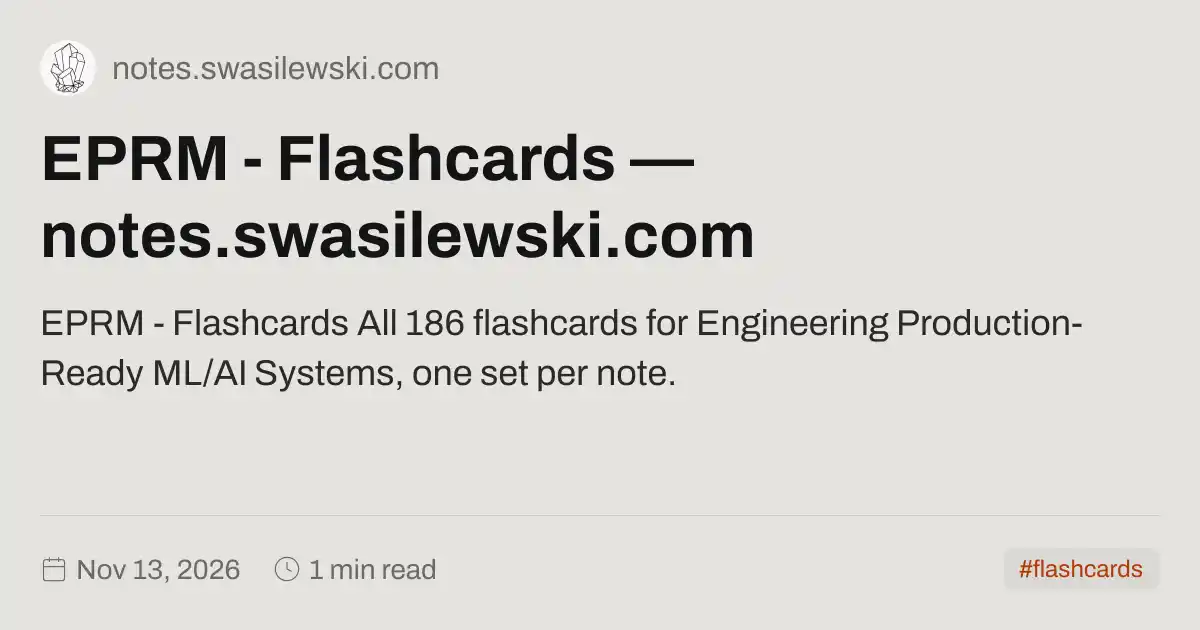 notes.swasilewski.com
EPRM - Flashcards —
notes.swasilewski.com
EPRM - Flashcards All 186 flashcards for Engineering Production-
Ready ML/AI Systems, one set per note.
Nov 13, 2026 1 min read #flashcards